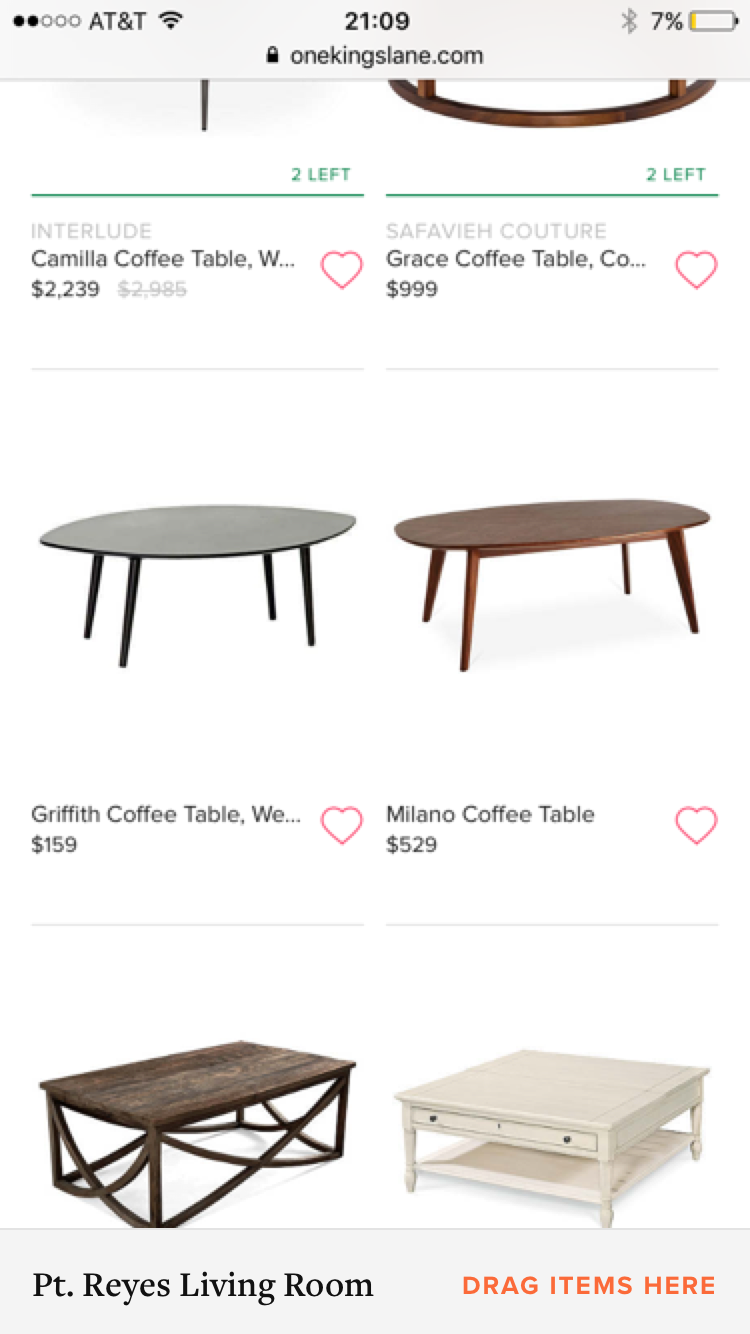 AT&T 21:09 7%
onekingslane.com
2 LEFT
2 LEFT
INTERLUDE
Camilla Coffee Table, W...
$2,239 $2,985
SAFAVIEH COUTURE
Grace Coffee Table, Co...
$999
Griffith Coffee Table, We...
$159
Milano Coffee Table
$529
Pt. Reyes Living Room
DRAG ITEMS HERE